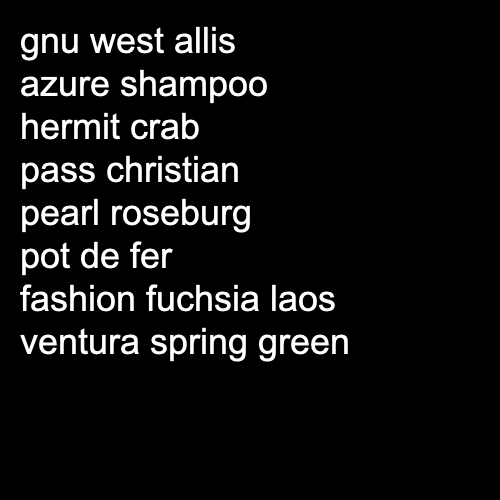 gnu west allis
azure shampoo
hermit crab
pass christian
pearl roseburg
pot de fer
fashion fuchsia laos
ventura spring green